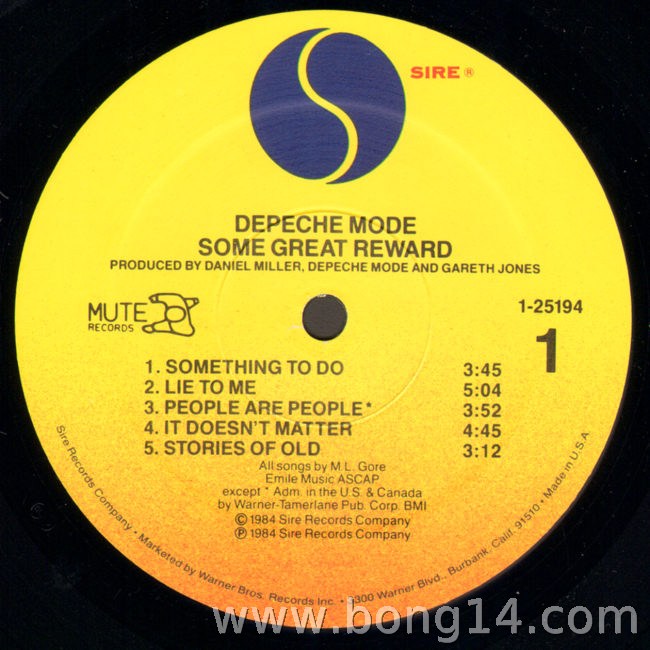 SIRE ®
DEPECHE MODE
SOME GREAT REWARD
PRODUCED BY DANIEL MILLER, DEPECHE MODE AND GARETH JONES
MUTE
RECORDS
1-25194
1
1. SOMETHING TO DO 3:45
2. LIE TO ME 5:04
3. PEOPLE ARE PEOPLE* 3:52
4. IT DOESN'T MATTER 4:45
5. STORIES OF OLD 3:12
All songs by M.L. Gore
Emile Music ASCAP
except * Adm. in the U.S. & Canada
by Warner-Tamerlane Pub. Corp. BMI
© 1984 Sire Records Company
℗ 1984 Sire Records Company
Sire Records Company • Marketed by Warner Bros. Records Inc. • 3300 Warner Blvd., Burbank, Calif. 91510 • Made in U.S.A.
www.bong14.com